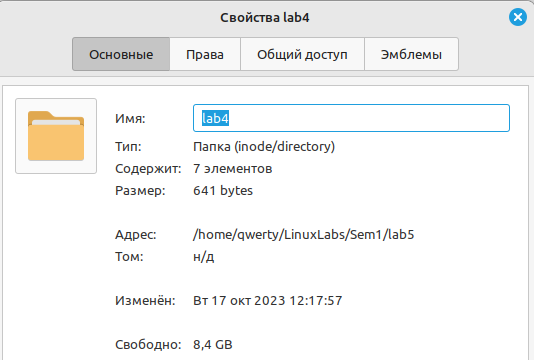 Свойства lab4
Основные Права Общий доступ Эмблемы
Имя: lab4
Тип: Папка (inode/directory)
Содержит: 7 элементов
Размер: 641 bytes
Адрес: /home/qwerty/LinuxLabs/Sem1/lab5
Том: н/д
Изменён: Вт 17 окт 2023 12:17:57
Свободно: 8,4 GB